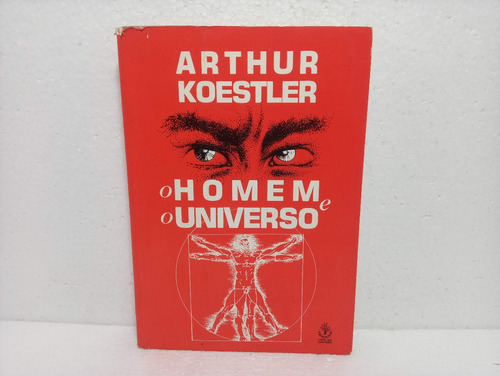 ARTHUR
KOESTLER
o HOMEM e
o UNIVERSO